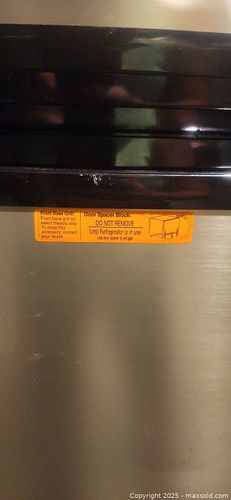 Front Base Grill:
Front base grill on
select models only.
To order this
accessory, contact
your dealer.
Door Spacer Block:
DO NOT REMOVE
Until Refrigerator is in use
Copyright © 2025 - maxsold.com